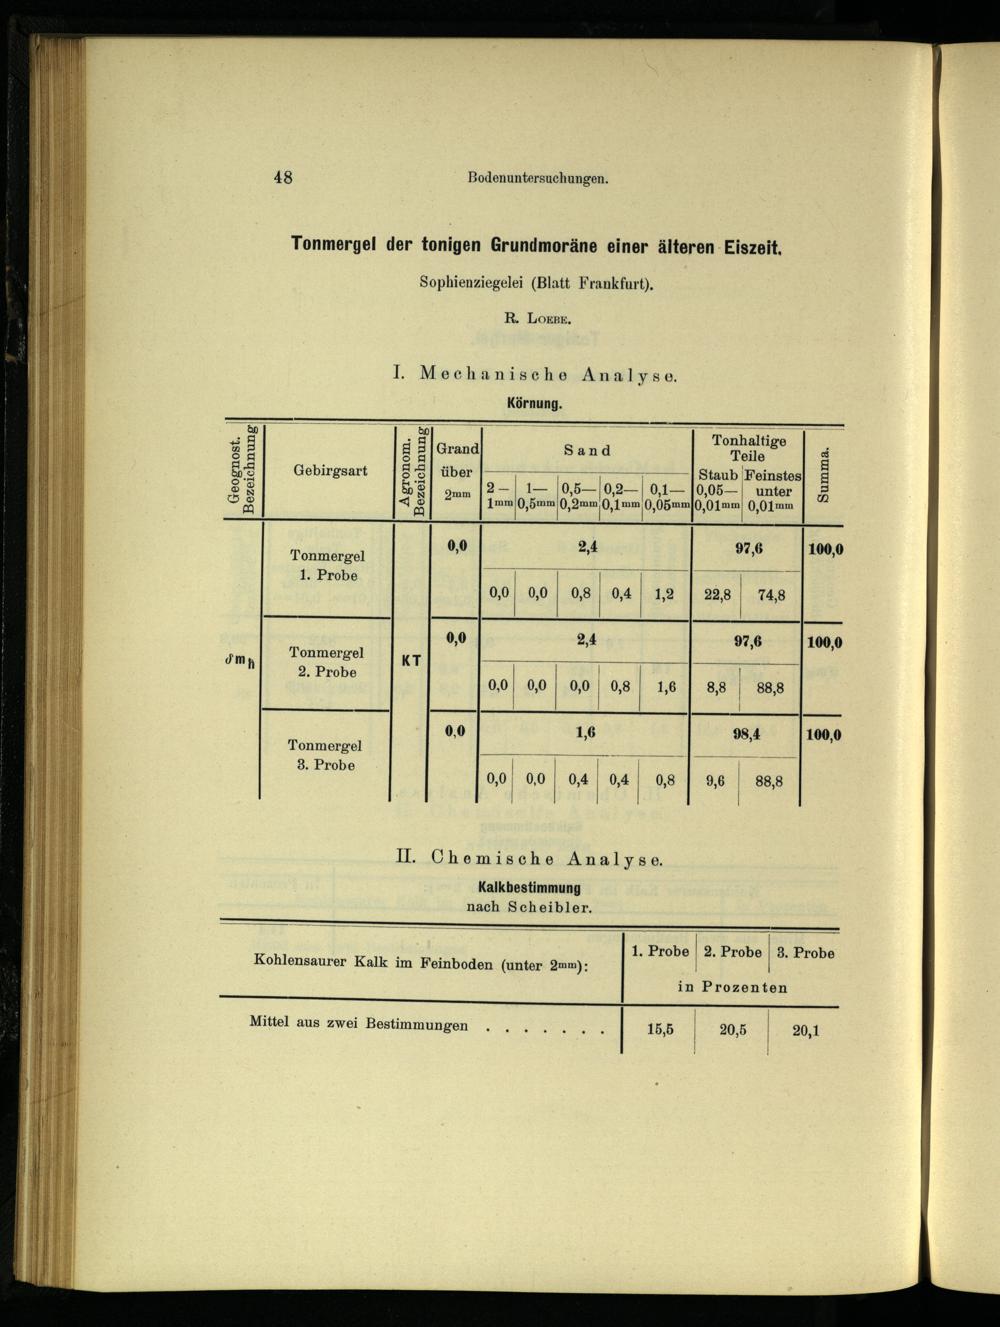 48 Bodenuntersuchungen.
Tonmergel der tonigen Grundmoräne einer älteren Eiszeit.
Sophienziegelei (Blatt Frankfurt).
R. Loebe.
I. Mechanische Analyse.
Körnung.
Geognost. Bezeichnung
Gebirgsart
Agronom. Bezeichnung
Grand über 2mm
Sand
2— 1mm
1— 0,5mm
0,5— 0,2mm
0,2— 0,1mm
0,1— 0,05mm
Tonhaltige Teile
Staub 0,05— 0,01mm
Feinstes unter 0,01mm
Summa.
Tonmergel 1. Probe
0,0 2,4 97,6 100,0
0,0 0,0 0,8 0,4 1,2 22,8 74,8
δmh
Tonmergel 2. Probe
KT
0,0 2,4 97,6 100,0
0,0 0,0 0,0 0,8 1,6 8,8 88,8
Tonmergel 3. Probe
0,0 1,6 98,4 100,0
0,0 0,0 0,4 0,4 0,8 9,6 88,8
II. Chemische Analyse.
Kalkbestimmung
nach Scheibler.
Kohlensaurer Kalk im Feinboden (unter 2mm):
1. Probe 2. Probe 3. Probe
in Prozenten
Mittel aus zwei Bestimmungen . . . . . . . 15,5 20,5 20,1